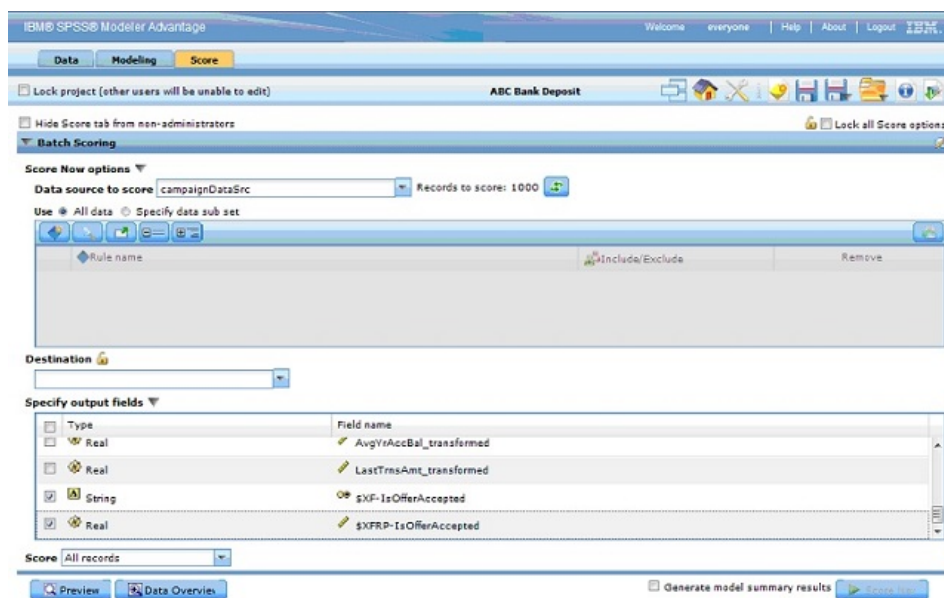 IBM® SPSS® Modeler Advantage Welcome everyone | Help | About | Logout IBM.
Data Modeling Score
Lock project (other users will be unable to edit) ABC Bank Deposit
Hide Score tab from non-administrators Lock all Score options
Batch Scoring
Score Now options
Data source to score campaignDataSrc Records to score: 1000
Use All data Specify data sub set
Rule name Include/Exclude Remove
Destination
Specify output fields
Type Field name
Real AvgYrAccBal_transformed
Real LastTrnsAmt_transformed
String $XF-IsOfferAccepted
Real $XFRP-IsOfferAccepted
Score All records
Preview Data Overview Generate model summary results Score Now